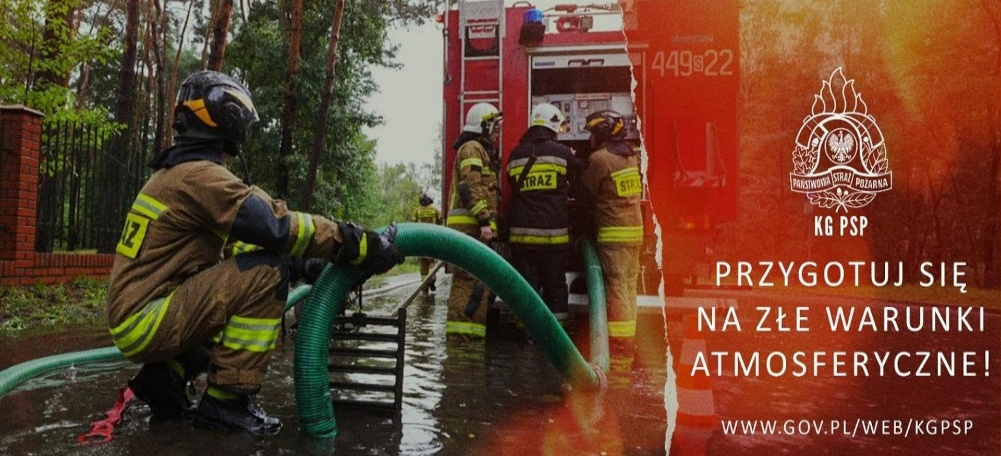 449S22
PAŃSTWOWA STRAŻ POŻARNA
KG PSP
PRZYGOTUJ SIĘ
NA ZŁE WARUNKI
ATMOSFERYCZNE!
WWW.GOV.PL/WEB/KGPSP
STRAŻ
STRAŻ
AŻ